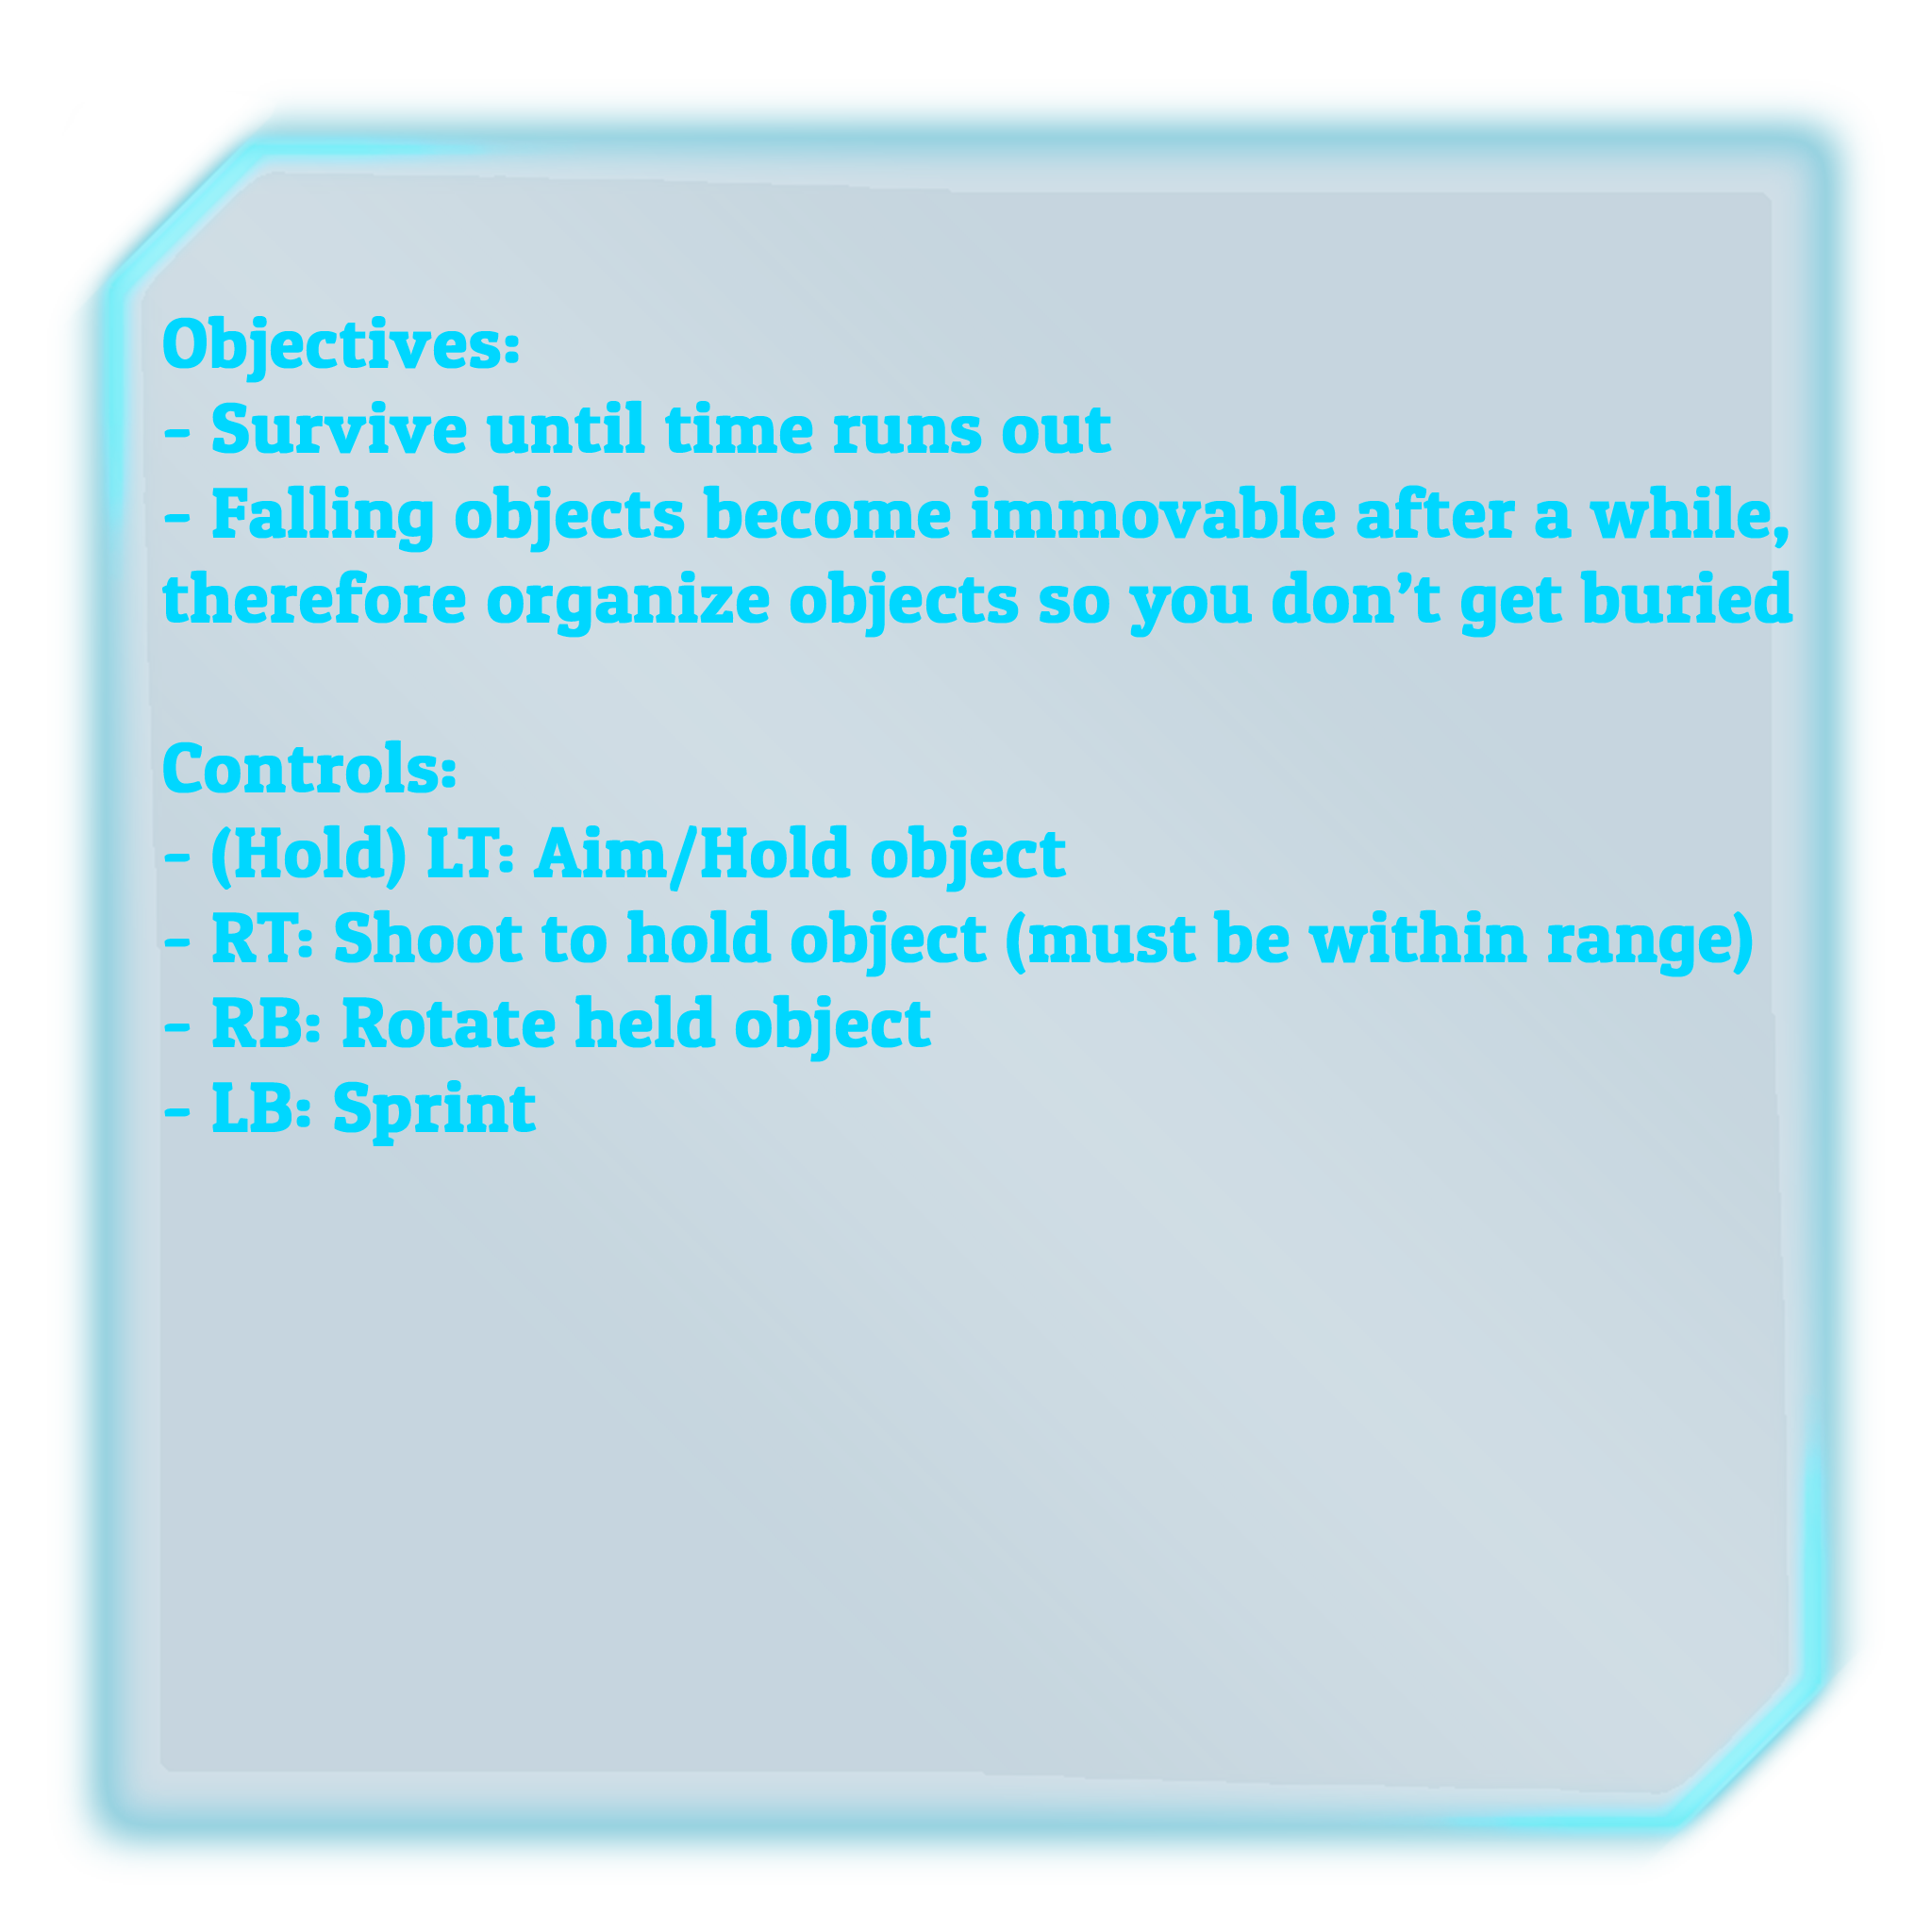 Objectives:
- Survive until time runs out
- Falling objects become immovable after a while,
therefore organize objects so you don’t get buried
Controls:
- (Hold) LT: Aim/Hold object
- RT: Shoot to hold object (must be within range)
- RB: Rotate held object
- LB: Sprint